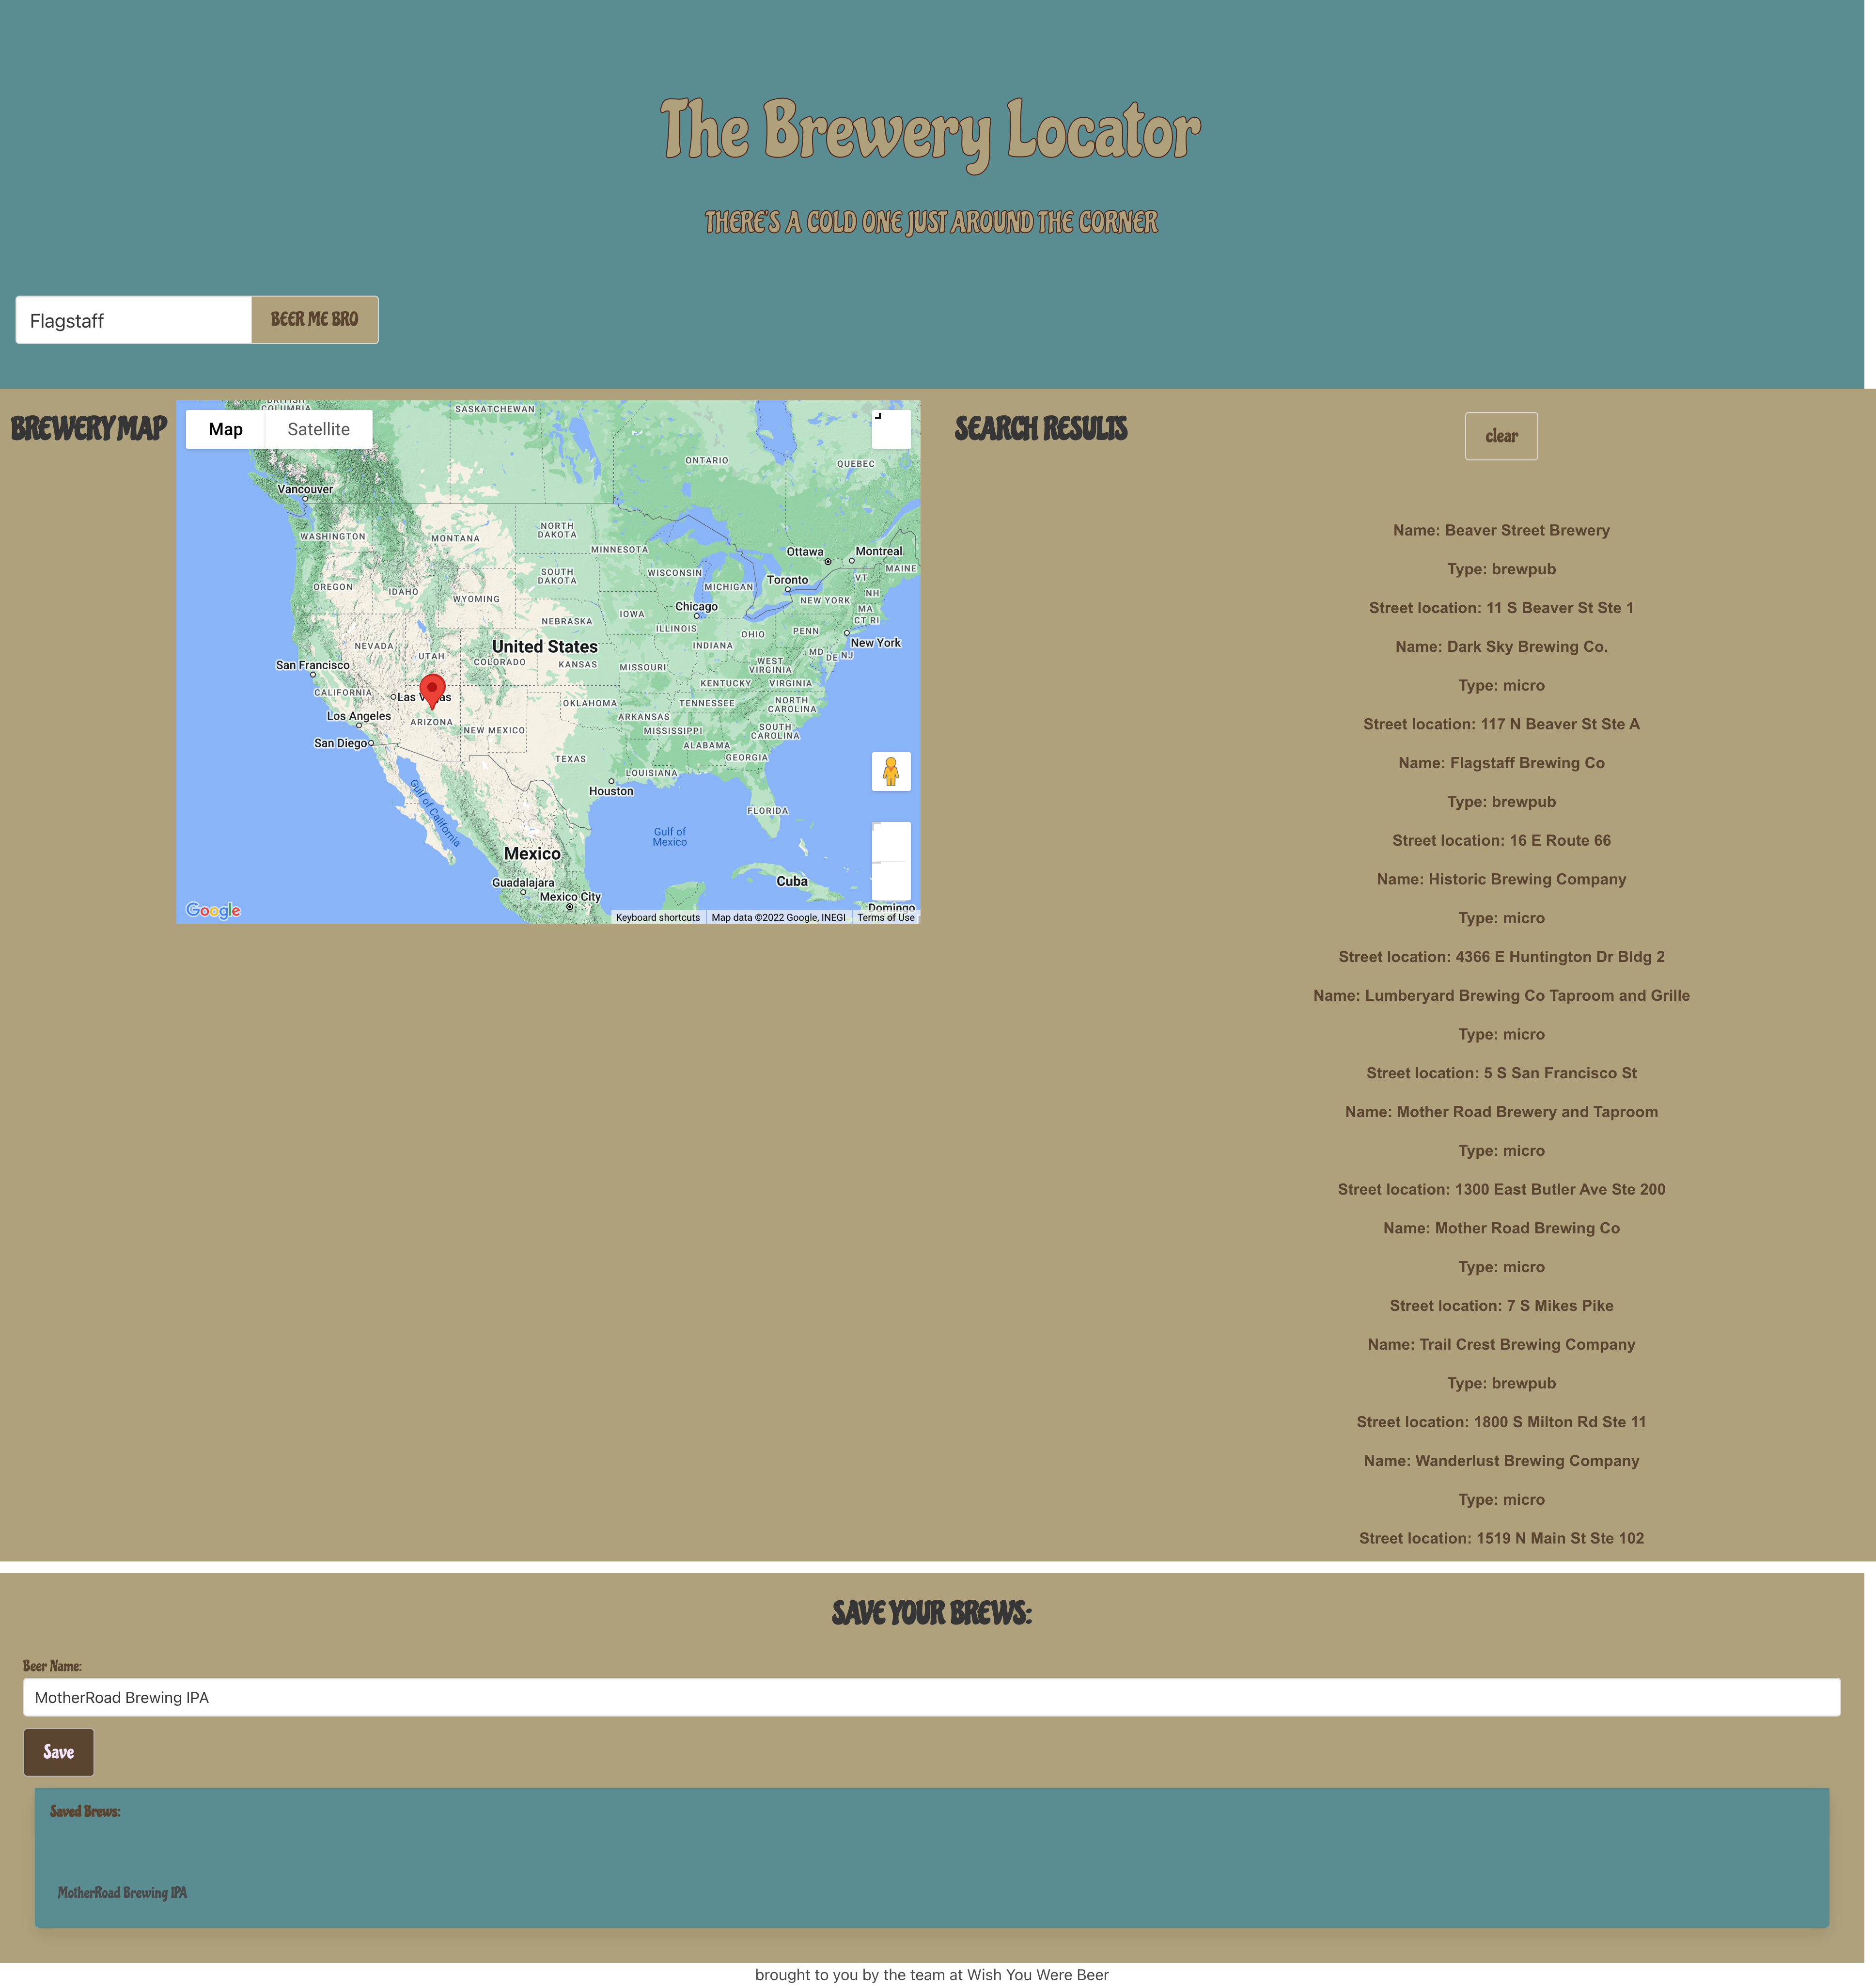 The Brewery Locator
THERE'S A COLD ONE JUST AROUND THE CORNER
Flagstaff
BEER ME BRO
BREWERY MAP
Map
Satellite
BRITISH
COLUMBIA
SASKATCHEWAN
ONTARIO
QUEBEC
Vancouver
WASHINGTON
MONTANA
NORTH
DAKOTA
MINNESOTA
Ottawa
Montreal
MAINE
OREGON
IDAHO
SOUTH
DAKOTA
WISCONSIN
MICHIGAN
Toronto
VT
NH
WYOMING
NEW YORK
MA
Chicago
IOWA
NEBRASKA
ILLINOIS
CT RI
INDIANA
OHIO
PENN
New York
NEVADA
United States
MD
DE
NJ
UTAH
COLORADO
KANSAS
MISSOURI
WEST
VIRGINIA
San Francisco
CALIFORNIA
Las Vegas
KENTUCKY
VIRGINIA
OKLAHOMA
TENNESSEE
NORTH
CAROLINA
Los Angeles
ARIZONA
NEW MEXICO
ARKANSAS
MISSISSIPPI
SOUTH
CAROLINA
San Diego
ALABAMA
GEORGIA
TEXAS
LOUISIANA
Houston
FLORIDA
Gulf of California
Gulf of
Mexico
Mexico
Cuba
Guadalajara
Mexico City
Domingo
Google
Keyboard shortcuts
Map data ©2022 Google, INEGI
Terms of Use
SEARCH RESULTS
clear
Name: Beaver Street Brewery
Type: brewpub
Street location: 11 S Beaver St Ste 1
Name: Dark Sky Brewing Co.
Type: micro
Street location: 117 N Beaver St Ste A
Name: Flagstaff Brewing Co
Type: brewpub
Street location: 16 E Route 66
Name: Historic Brewing Company
Type: micro
Street location: 4366 E Huntington Dr Bldg 2
Name: Lumberyard Brewing Co Taproom and Grille
Type: micro
Street location: 5 S San Francisco St
Name: Mother Road Brewery and Taproom
Type: micro
Street location: 1300 East Butler Ave Ste 200
Name: Mother Road Brewing Co
Type: micro
Street location: 7 S Mikes Pike
Name: Trail Crest Brewing Company
Type: brewpub
Street location: 1800 S Milton Rd Ste 11
Name: Wanderlust Brewing Company
Type: micro
Street location: 1519 N Main St Ste 102
SAVE YOUR BREWS:
Beer Name:
MotherRoad Brewing IPA
Save
Saved Brews:
MotherRoad Brewing IPA
brought to you by the team at Wish You Were Beer